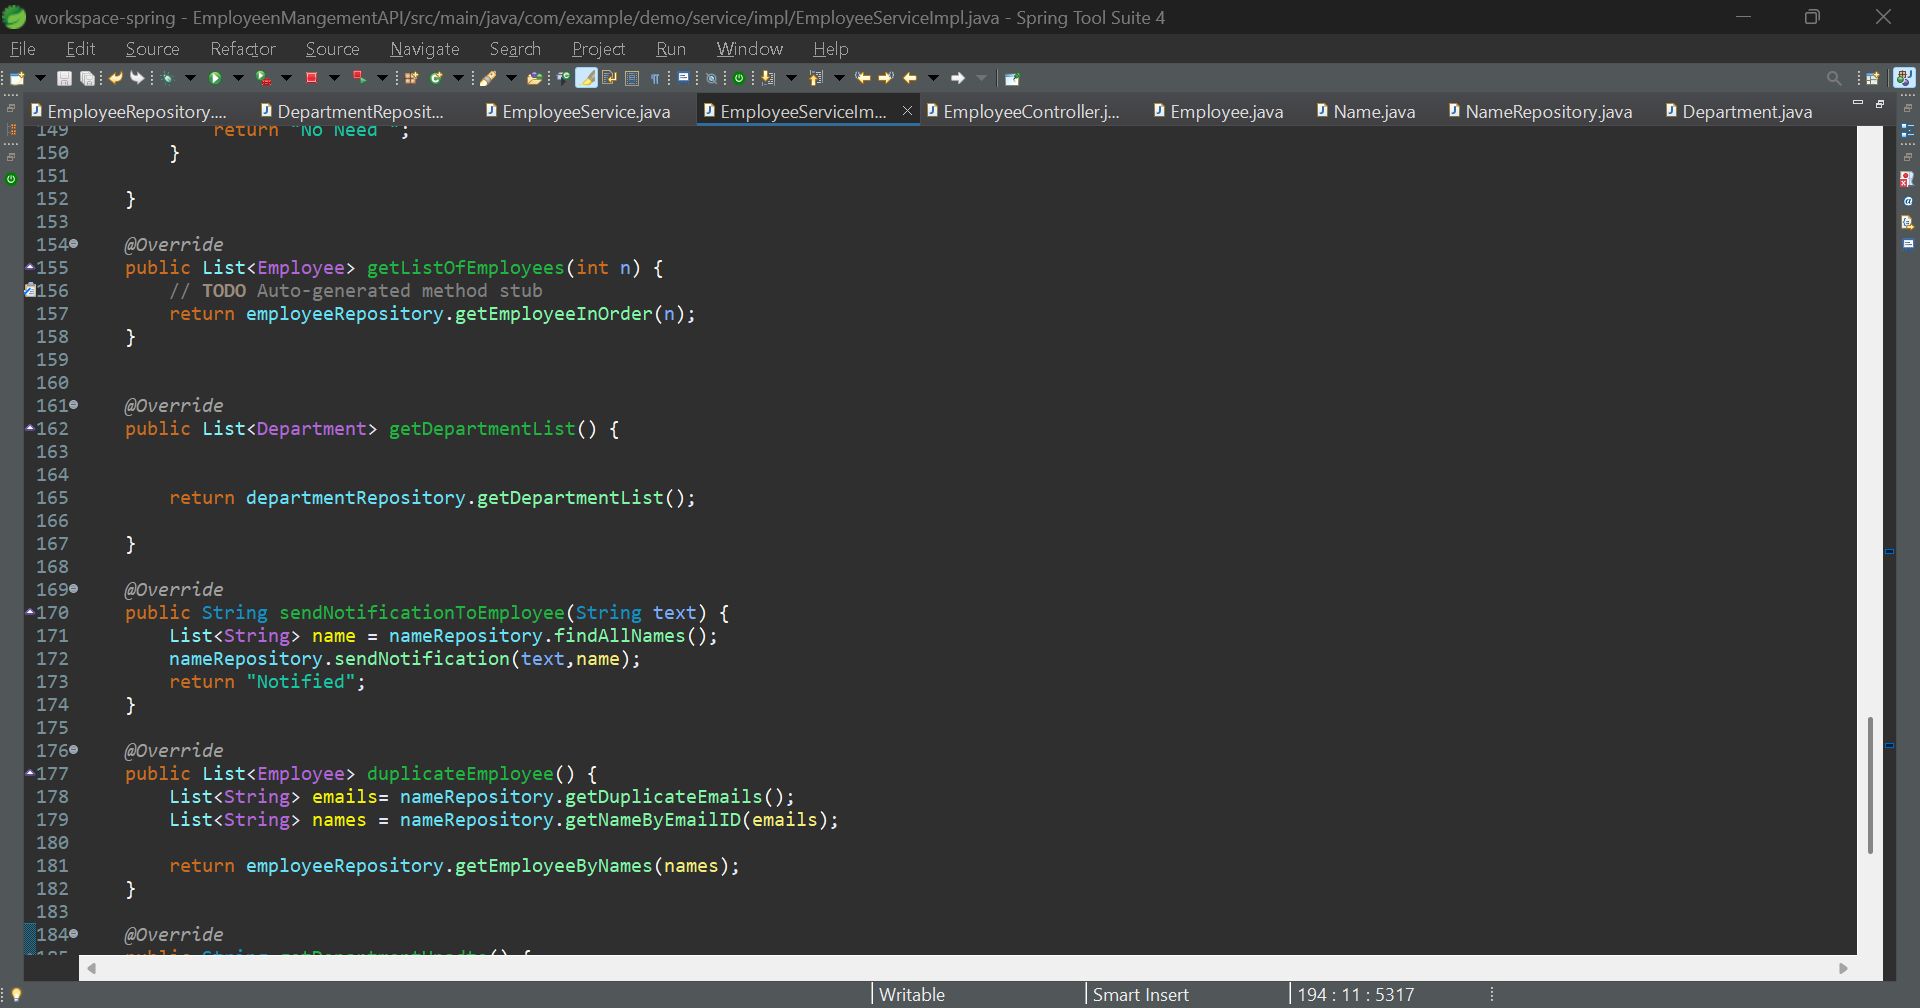 workspace-spring - EmployeenMangementAPI/src/main/java/com/example/demo/service/impl/EmployeeServiceImpl.java - Spring Tool Suite 4
File Edit Source Refactor Source Navigate Search Project Run Window Help
EmployeeRepository.... DepartmentReposit... EmployeeService.java EmployeeServiceIm... EmployeeController.j... Employee.java Name.java NameRepository.java Department.java
149 return "No Need ";
150 }
151
152 }
153
154 @Override
155 public List<Employee> getListOfEmployees(int n) {
156 // TODO Auto-generated method stub
157 return employeeRepository.getEmployeeInOrder(n);
158 }
159
160
161 @Override
162 public List<Department> getDepartmentList() {
163
164
165 return departmentRepository.getDepartmentList();
166
167 }
168
169 @Override
170 public String sendNotificationToEmployee(String text) {
171 List<String> name = nameRepository.findAllNames();
172 nameRepository.sendNotification(text,name);
173 return "Notified";
174 }
175
176 @Override
177 public List<Employee> duplicateEmployee() {
178 List<String> emails= nameRepository.getDuplicateEmails();
179 List<String> names = nameRepository.getNameByEmailID(emails);
180
181 return employeeRepository.getEmployeeByNames(names);
182 }
183
184 @Override
Writable Smart Insert 194 : 11 : 5317